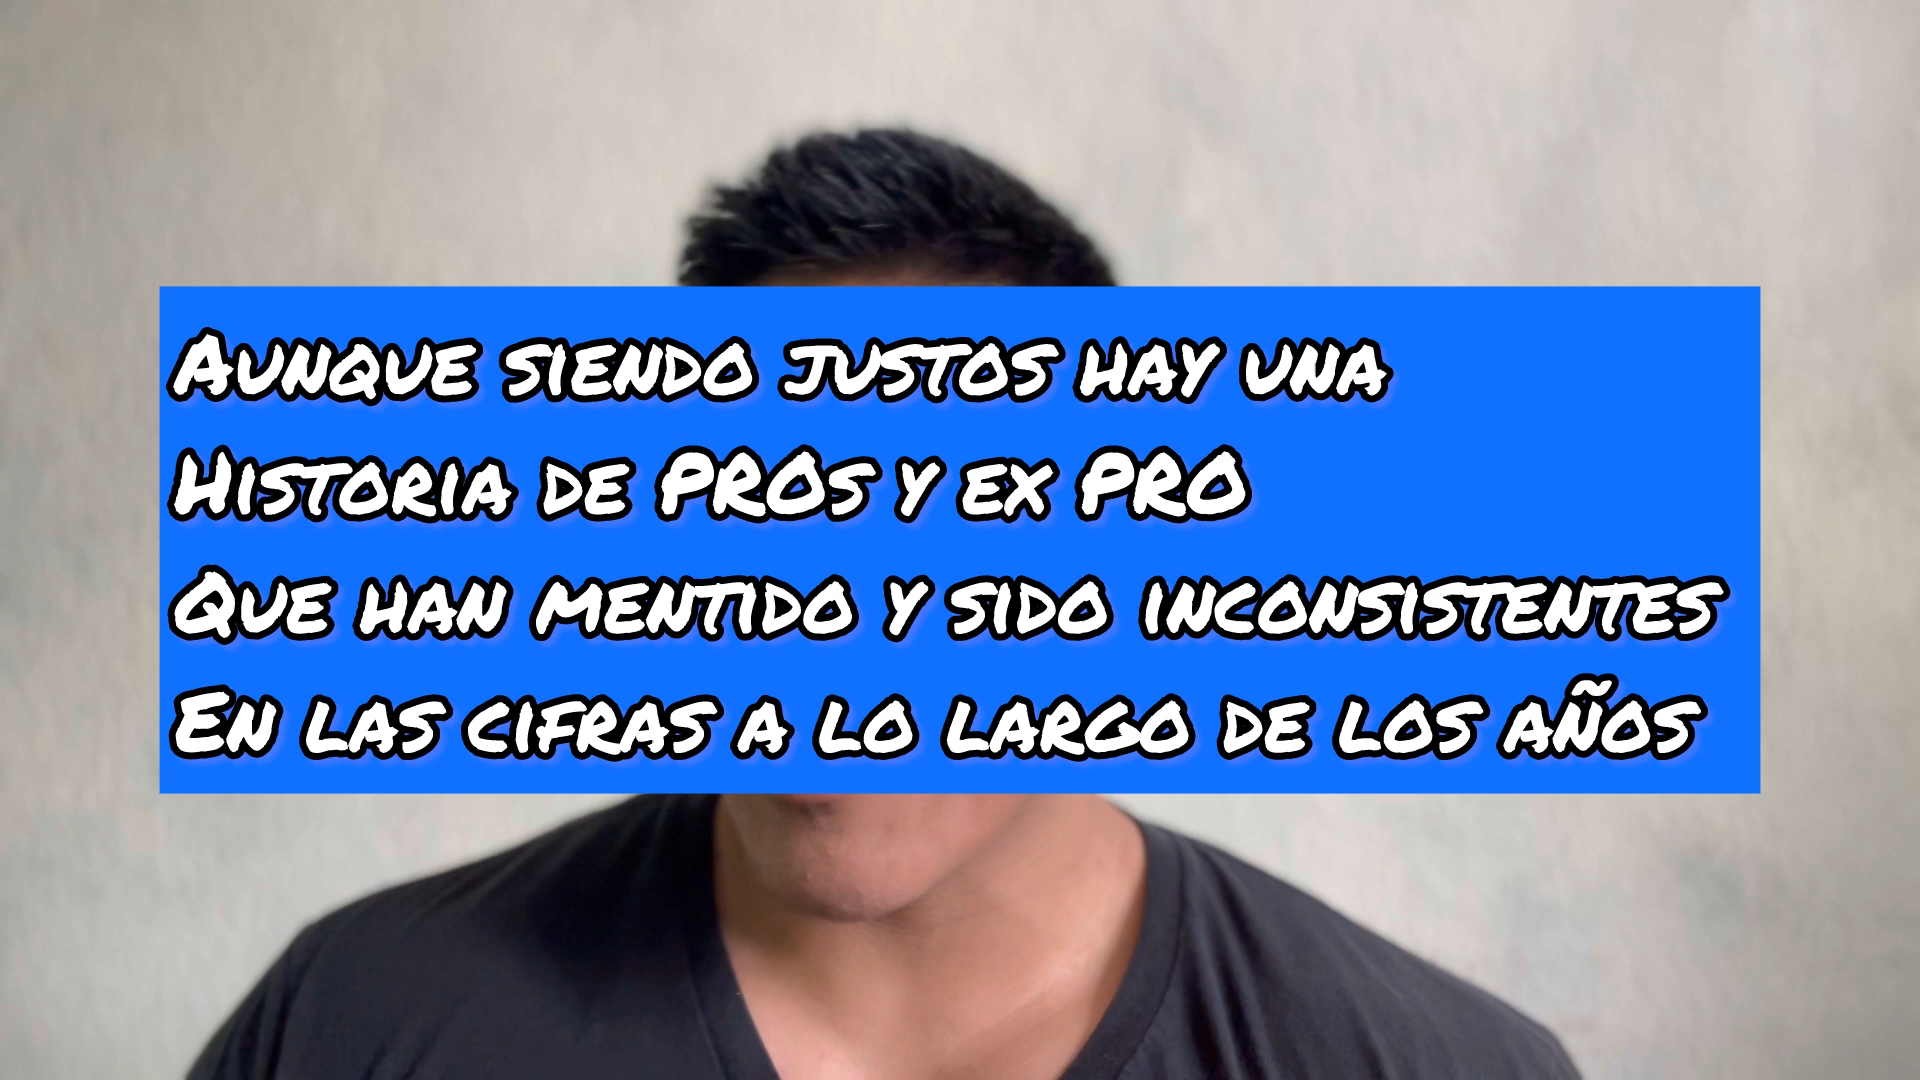 Aunque siendo justos hay una
Historia de PROs y ex PRO
Que han mentido y sido inconsistentes
En las cifras a lo largo de los años